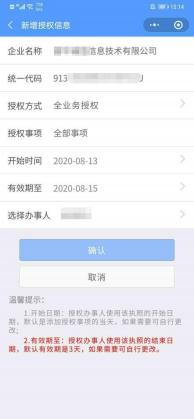 15:14
新增授权信息
企业名称 信息技术有限公司
统一代码 913 U
授权方式 全业务授权
授权事项 全部事项
开始时间 2020-08-13
有效期至 2020-08-15
选择办事人
确认
取消
温馨提示：
1.开始日期：授权办事人使用该执照的开始日
期，默认是添加授权事项的当天，如果需要可自行更
改;
2.有效期至：授权办事人使用该执照的结束日
期，默认有效期是3天，如果需要可自行更改。